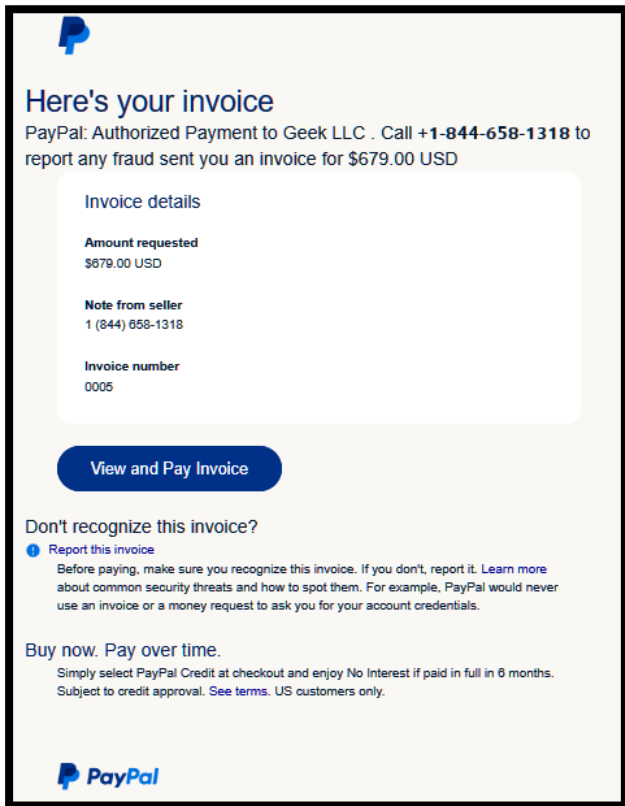 Here's your invoice
PayPal: Authorized Payment to Geek LLC . Call +1-844-658-1318 to
report any fraud sent you an invoice for $679.00 USD
Invoice details
Amount requested
$679.00 USD
Note from seller
1 (844) 658-1318
Invoice number
0005
View and Pay Invoice
Don't recognize this invoice?
Report this invoice
Before paying, make sure you recognize this invoice. If you don't, report it. Learn more
about common security threats and how to spot them. For example, PayPal would never
use an invoice or a money request to ask you for your account credentials.
Buy now. Pay over time.
Simply select PayPal Credit at checkout and enjoy No Interest if paid in full in 6 months.
Subject to credit approval. See terms. US customers only.
PayPal